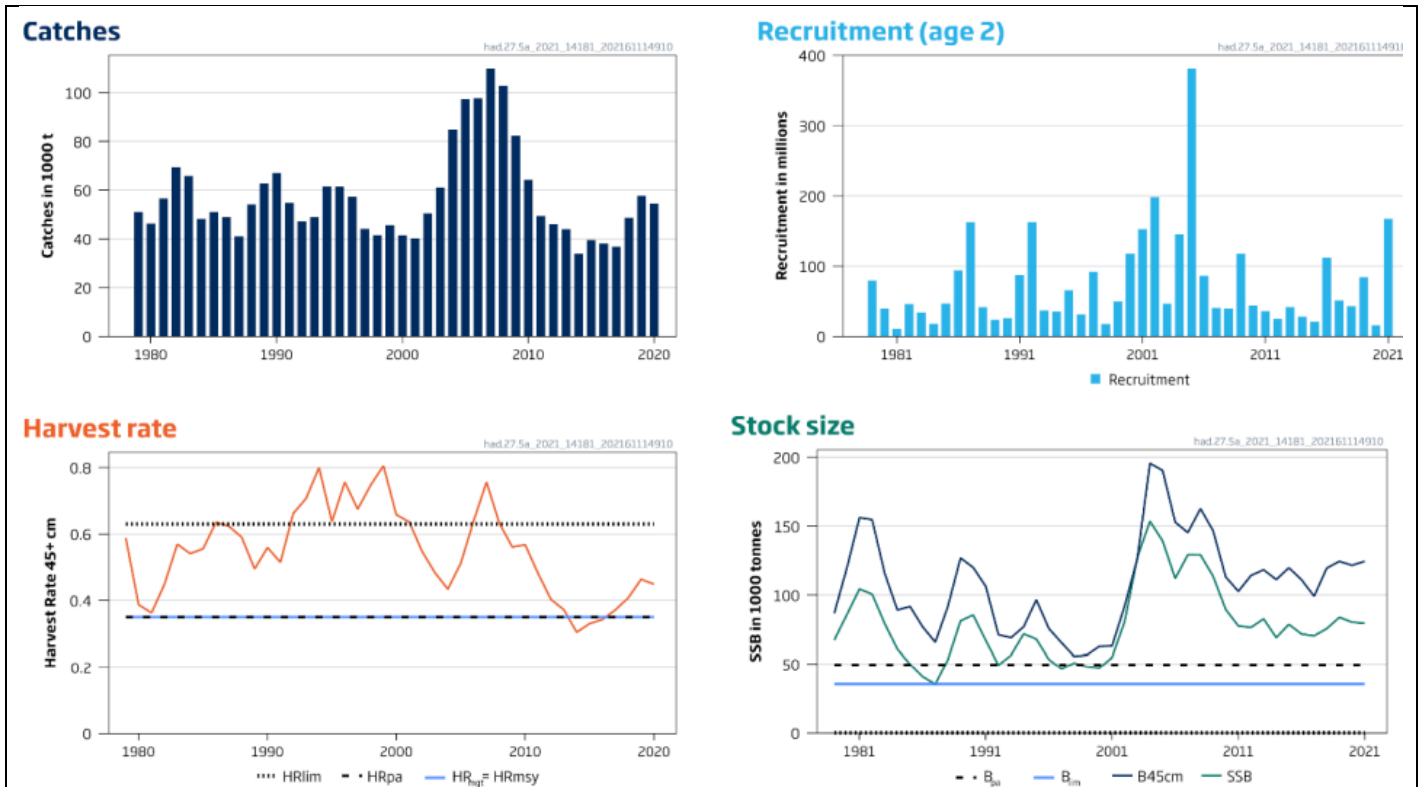 Catches
had.27.5a_2021_14181_202161114910
Catches in 1000 t
100
80
60
40
20
0
1980
1990
2000
2010
2020
Recruitment (age 2)
had.27.5a_2021_14181_20216111491
Recruitment in millions
400
300
200
100
0
1981
1991
2001
2011
2021
Recruitment
Harvest rate
had.27.5a_2021_14181_202161114910
Harvest Rate 45+ cm
0.8
0.6
0.4
0.2
0
1980
1990
2000
2010
2020
HRlim HRpa HRmgt= HRmsy
Stock size
had.27.5a_2021_14181_202161114910
SSB in 1000 tonnes
200
150
100
50
0
1981
1991
2001
2011
2021
Bpa Blim B45cm SSB